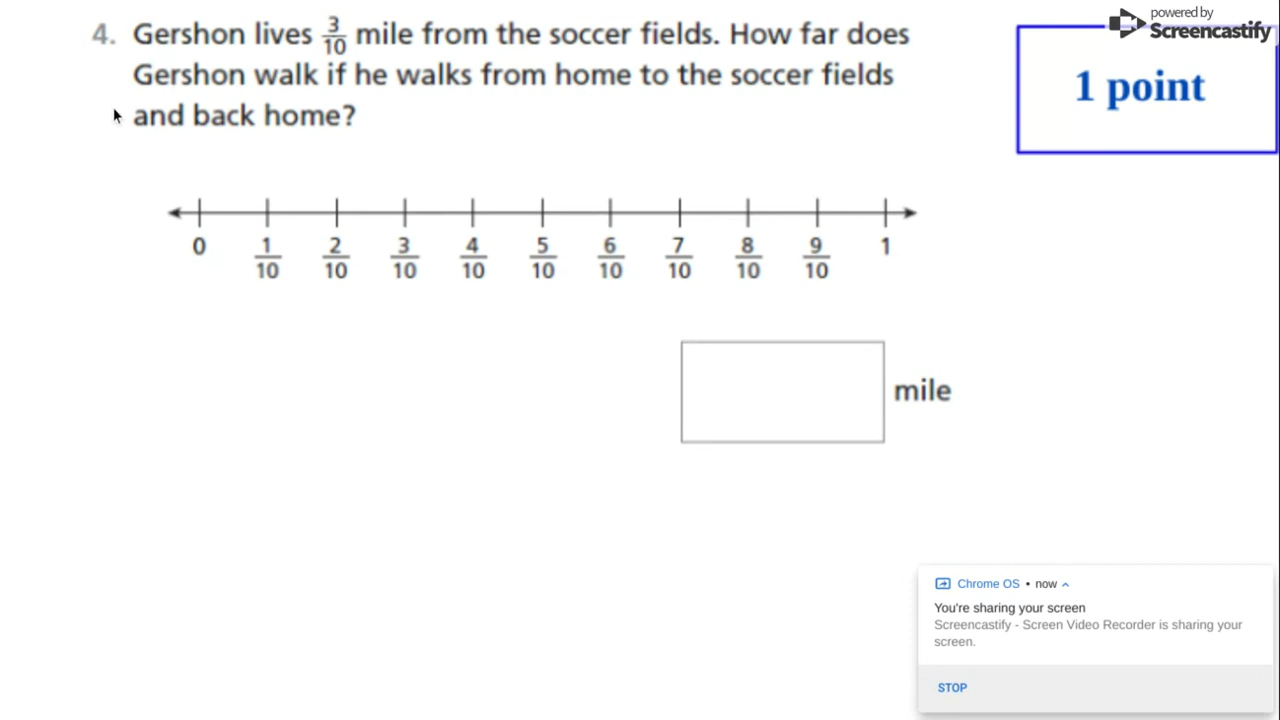 powered by
Screencastify
4. Gershon lives 3/10 mile from the soccer fields. How far does
Gershon walk if he walks from home to the soccer fields
and back home?
1 point
0 1/10 2/10 3/10 4/10 5/10 6/10 7/10 8/10 9/10 1
mile
Chrome OS • now
You're sharing your screen
Screencastify - Screen Video Recorder is sharing your
screen.
STOP